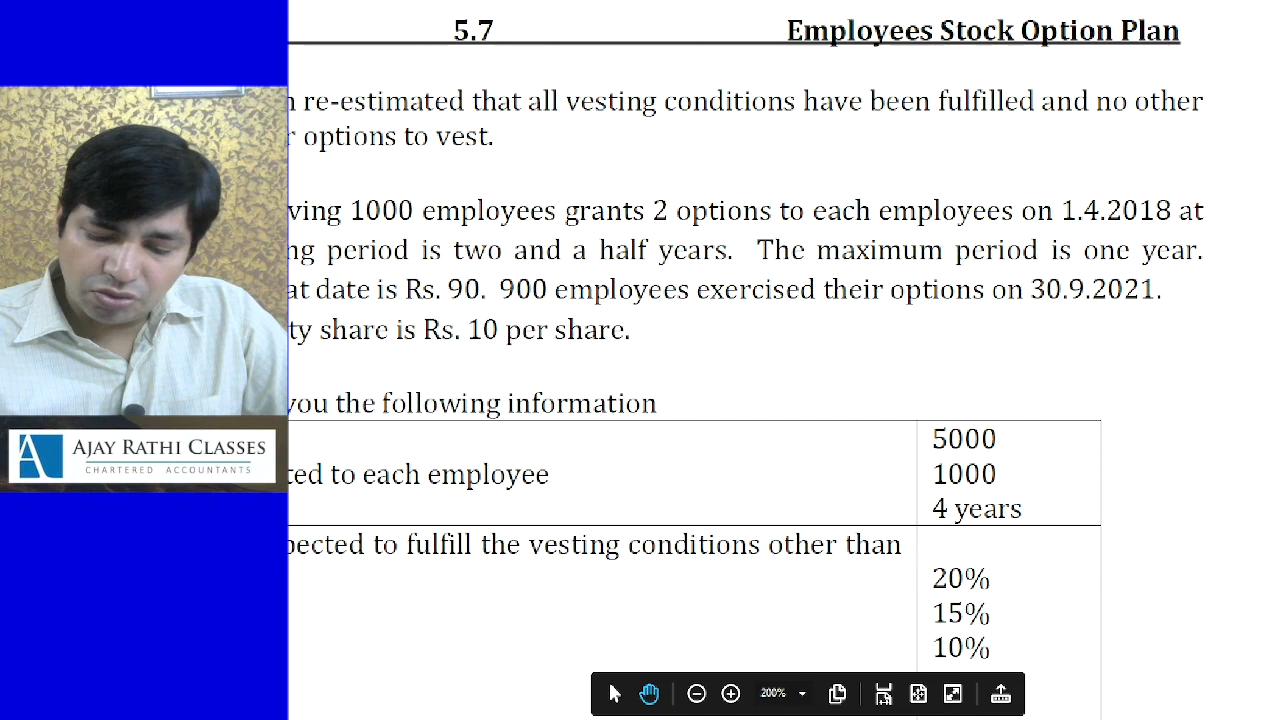 5.7
Employees Stock Option Plan
re-estimated that all vesting conditions have been fulfilled and no other
options to vest.
ving 1000 employees grants 2 options to each employees on 1.4.2018 at
ng period is two and a half years. The maximum period is one year.
at date is Rs. 90. 900 employees exercised their options on 30.9.2021.
ty share is Rs. 10 per share.
you the following information
5000
ted to each employee 1000
4 years
pected to fulfill the vesting conditions other than
20%
15%
10%
AJAY RATHI CLASSES
CHARTERED ACCOUNTANTS
200%